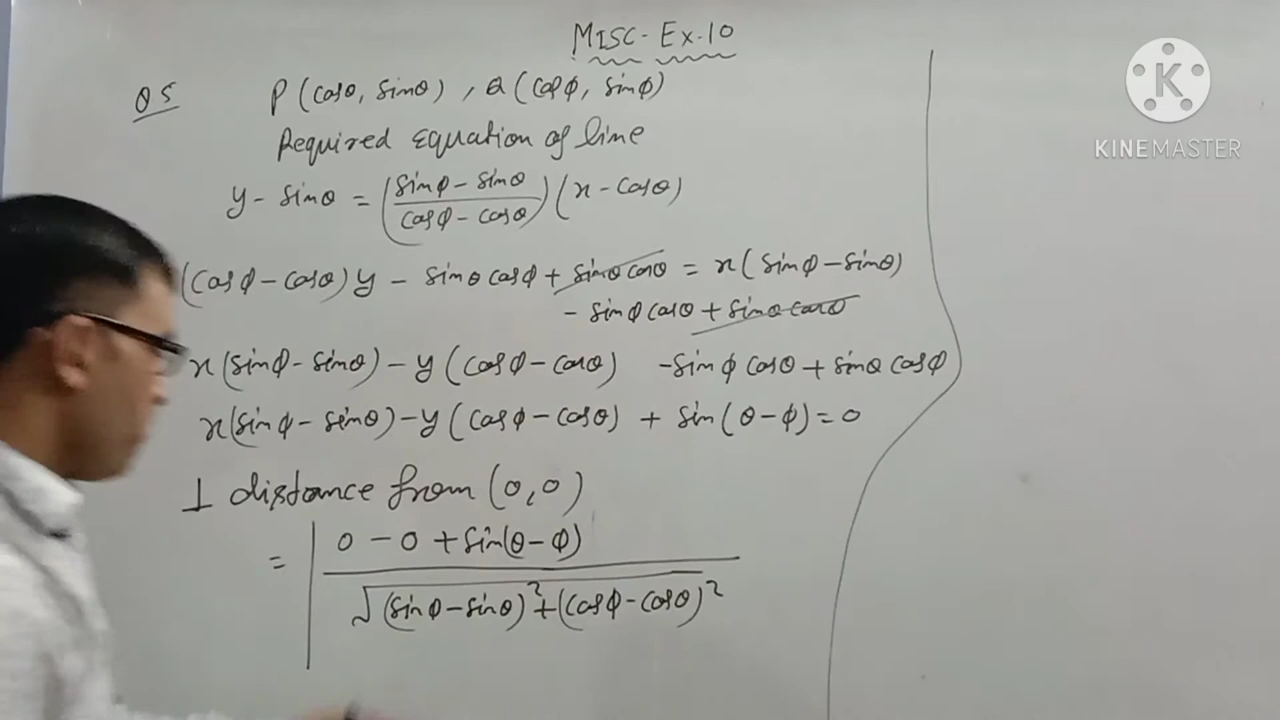 MISC- Ex-10
Q 5 P (cosθ, sinθ), Q (cosϕ, sinϕ)
Required Equation of line
y - sinθ = (sinϕ - sinθ / cosϕ - cosθ) (x - cosθ)
(cosϕ - cosθ) y - sinθ cosϕ + sinθ cosθ = x (sinϕ - sinθ)
- sinϕ cosθ + sinθ cosθ
x (sinϕ - sinθ) - y (cosϕ - cosθ) - sinϕ cosθ + sinθ cosϕ
x (sinϕ - sinθ) - y (cosϕ - cosθ) + sin (θ - ϕ) = 0
⊥ distance from (0,0)
= | 0 - 0 + sin(θ - ϕ)
√(sinϕ - sinθ)² + (cosϕ - cosθ)²
K
KINEMASTER